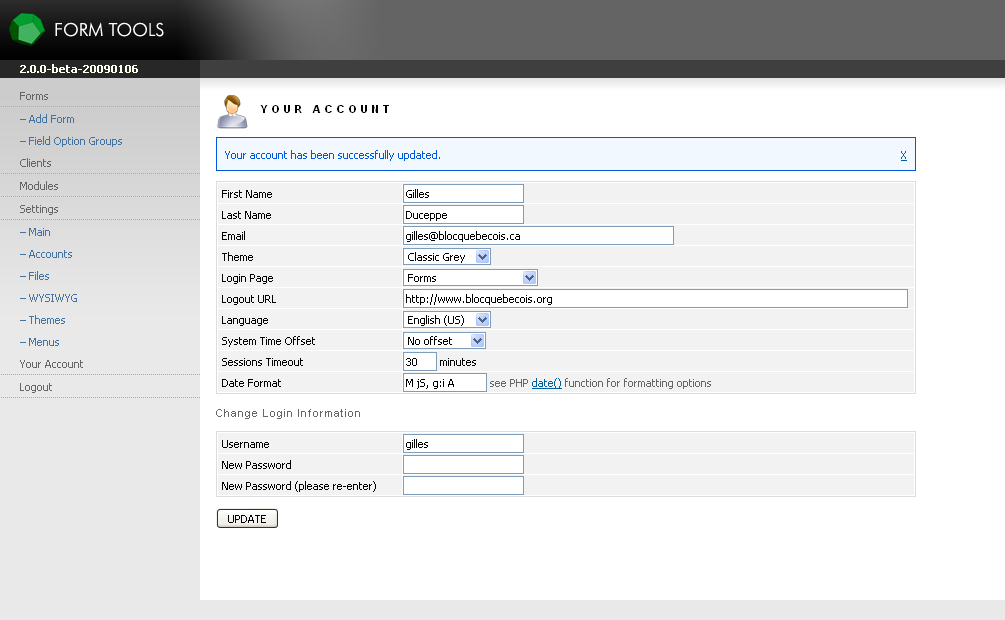 FORM TOOLS
2.0.0-beta-20090106
Forms
– Add Form
– Field Option Groups
Clients
Modules
Settings
– Main
– Accounts
– Files
– WYSIWYG
– Themes
– Menus
Your Account
Logout
YOUR ACCOUNT
Your account has been successfully updated. X
First Name Gilles
Last Name Duceppe
Email gilles@blocquebecois.ca
Theme Classic Grey
Login Page Forms
Logout URL http://www.blocquebecois.org
Language English (US)
System Time Offset No offset
Sessions Timeout 30 minutes
Date Format M jS, g:i A see PHP date() function for formatting options
Change Login Information
Username gilles
New Password
New Password (please re-enter)
UPDATE